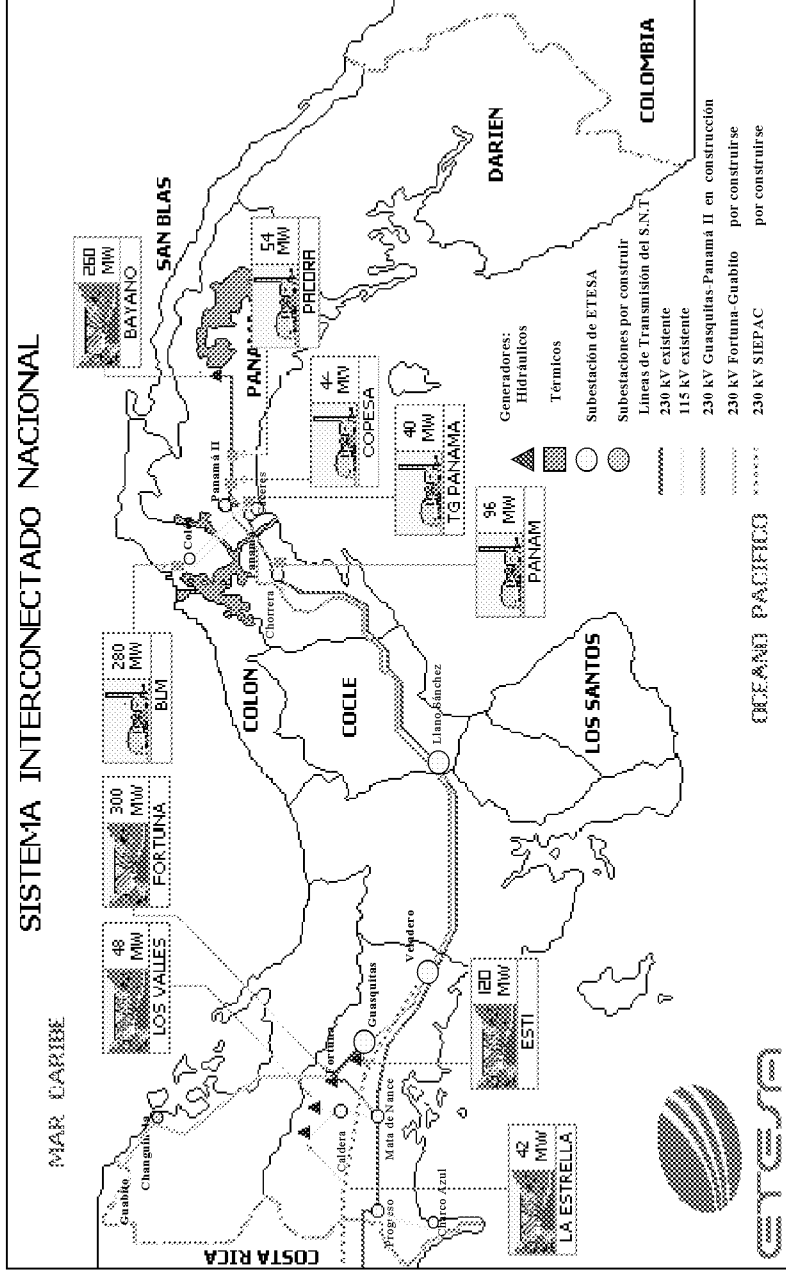 SISTEMA INTERCONECTADO NACIONAL
MAR CARIBE
COSTA RICA
Guabito
Changuinola
LOS VALLES
48
MW
FORTUNA
300
MW
BLM
280
MW
BAYANO
260
MW
SAN BLAS
Colón
Panamá II
Cáceres
Panamá
Chorrera
PANAMA
PACORA
54
MW
COPESA
44
MW
TG PANAMA
40
MW
PANAM
96
MW
COLON
COCLE
Llano Sánchez
LOS SANTOS
DARIEN
COLOMBIA
Fortuna
Guasquitas
Veladero
Caldera
Mata de Nance
Progreso
Charco Azul
ESTI
120
MW
LA ESTRELLA
42
MW
Generadores:
Hidráulicos
Térmicos
Subestación de ETESA
Subestaciones por construir
Lineas de Transmisión del S.N.T
230 kV existente
115 kV existente
230 kV Guasquitas-Panamá II en construcción
230 kV Fortuna-Guabito por construirse
230 kV SIEPAC por construirse
OCEANO PACIFICO
ETESA